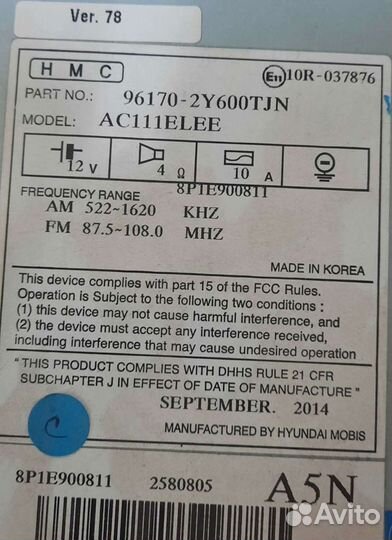 Ver. 78
H M C
E11 10R-037876
PART NO.: 96170-2Y600TJN
MODEL: AC111ELEE
12 V 4 Ω 10 A
8P1E900811
FREQUENCY RANGE
AM 522~1620 KHZ
FM 87.5~108.0 MHZ
MADE IN KOREA
This device complies with part 15 of the FCC Rules.
Operation is Subject to the following two conditions :
(1) this device may not cause harmful interference, and
(2) the device must accept any interference received,
including interference that may cause undesired operation
" THIS PRODUCT COMPLIES WITH DHHS RULE 21 CFR
SUBCHAPTER J IN EFFECT OF DATE OF MANUFACTURE "
SEPTEMBER. 2014
C
MANUFACTURED BY HYUNDAI MOBIS
8P1E900811 2580805 A5N
Avito